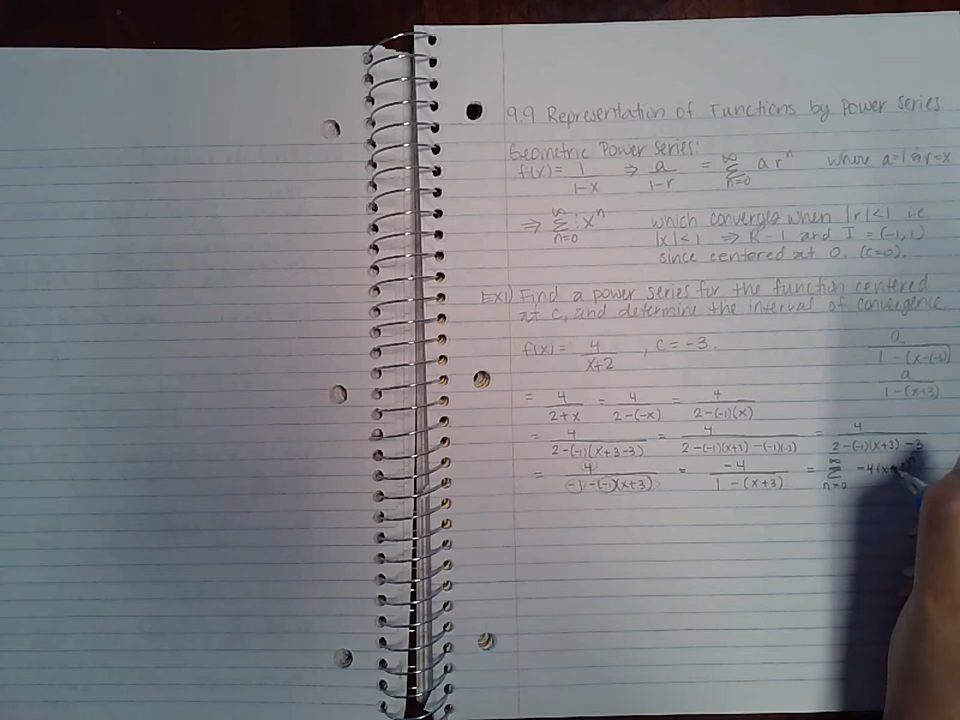 9.9 Representation of Functions by Power Series
Geometric Power Series:
f(x) = 1/(1-x) ⇒ a/(1-r) = ∑_{n=0}^{∞} a r^n where a=1 & r=x
⇒ ∑_{n=0}^{∞} x^n which converges when |r|<1 i.e.
|x|<1 ⇒ R=1 and I = (-1,1)
since centered at 0. (c=0).
EX1) Find a power series for the function centered
at c, and determine the interval of convergence
f(x) = 4/(x+2), c = -3.
a/(1-(x-(-3)))
a/(1-(x+3))
= 4/(2+x) = 4/(2-(-x)) = 4/(2-(-1)(x))
= 4/(2-(-1)(x+3-3)) = 4/(2-(-1)(x+3)-(-1)(-3)) = 4/(2-(-1)(x+3)-3)
= 4/(-1-(-1)(x+3)) = -4/(1-(x+3)) = ∑_{n=0}^{∞} -4(x+3)